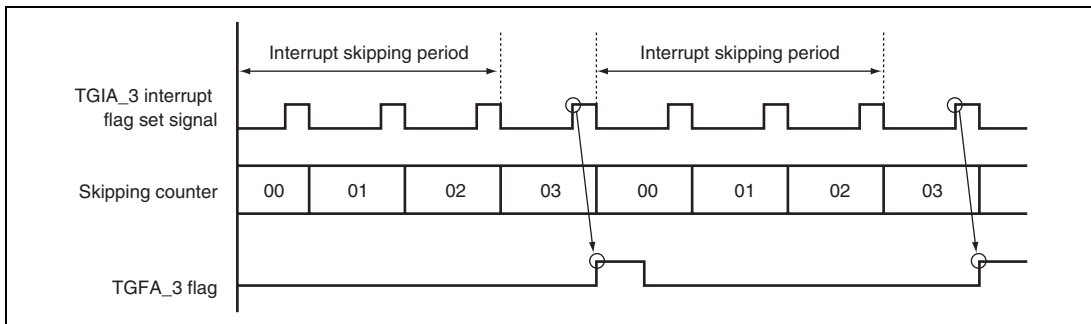 Interrupt skipping period Interrupt skipping period
TGIA_3 interrupt
flag set signal
Skipping counter 00 01 02 03 00 01 02 03
TGFA_3 flag